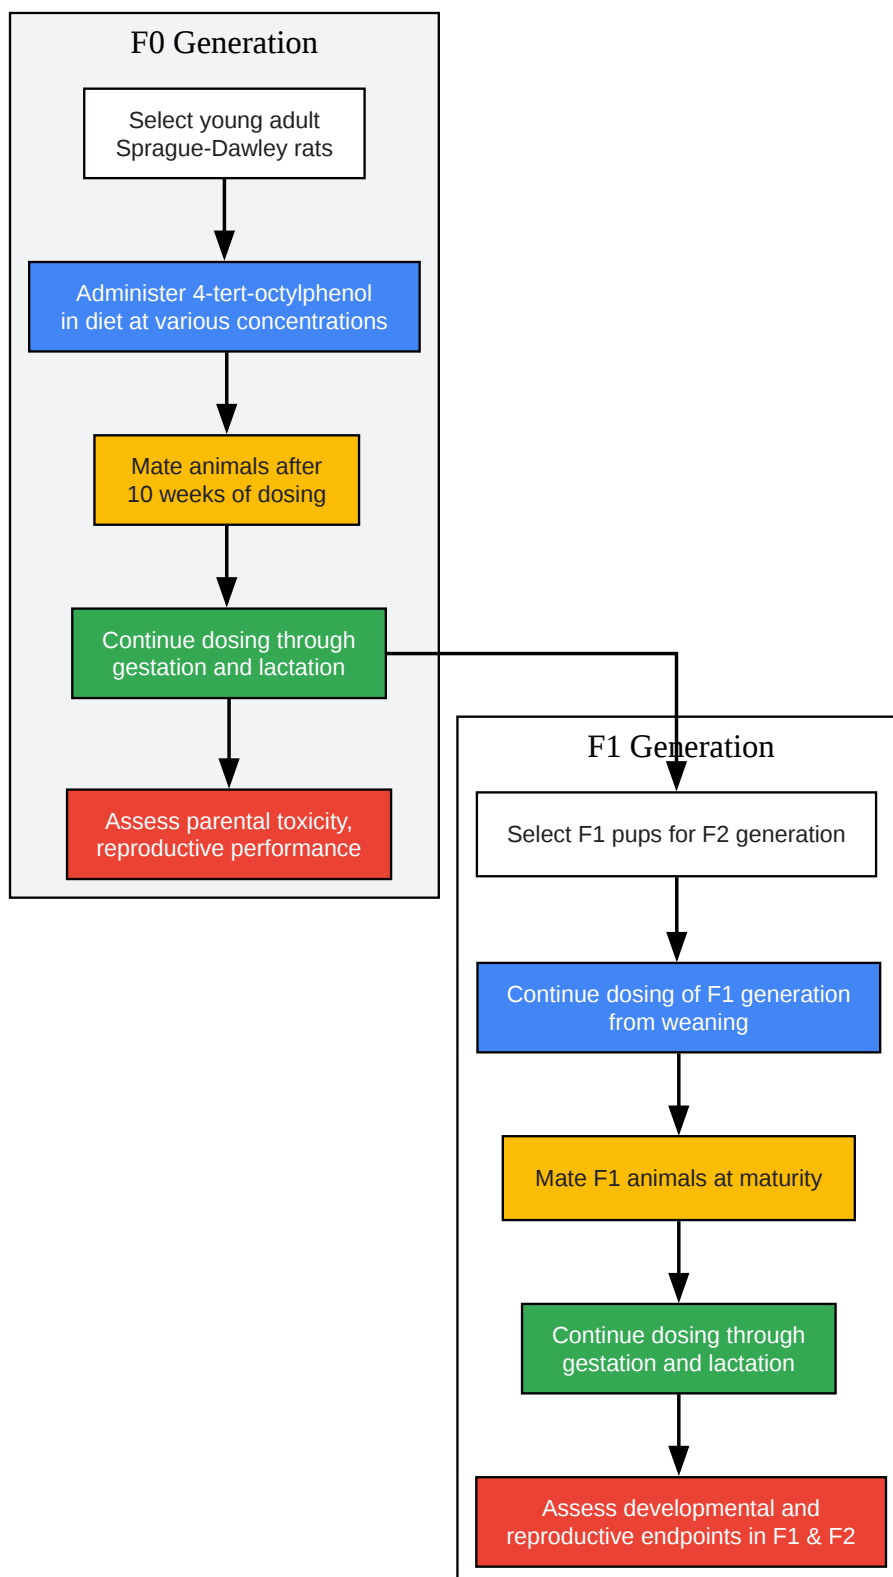 F0 Generation
Select young adult
Sprague-Dawley rats
Administer 4-tert-octylphenol
in diet at various concentrations
Mate animals after
10 weeks of dosing
Continue dosing through
gestation and lactation
Assess parental toxicity,
reproductive performance
F1 Generation
Select F1 pups for F2 generation
Continue dosing of F1 generation
from weaning
Mate F1 animals at maturity
Continue dosing through
gestation and lactation
Assess developmental and
reproductive endpoints in F1 & F2